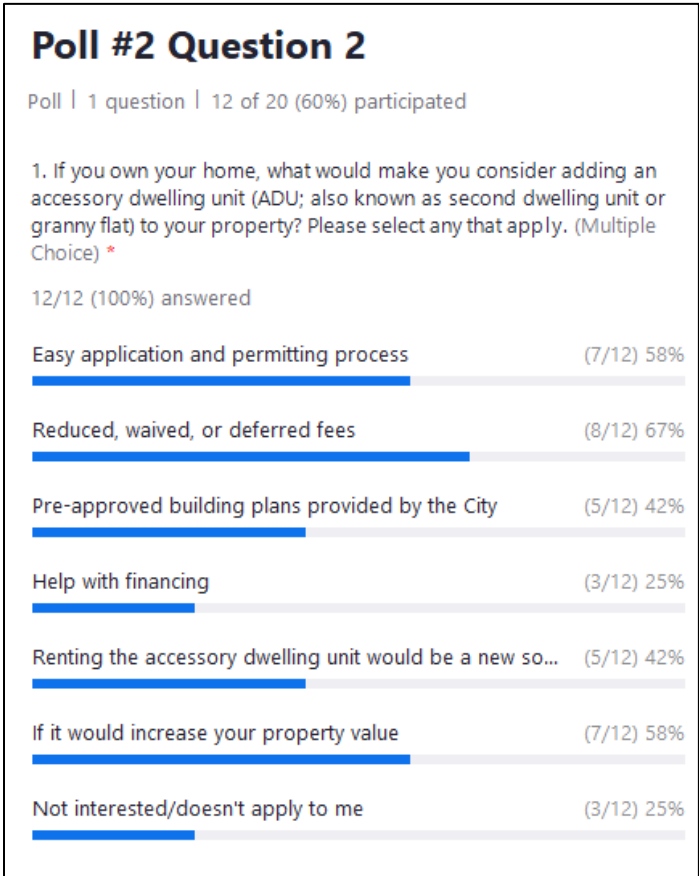 Poll #2 Question 2
Poll | 1 question | 12 of 20 (60%) participated
1. If you own your home, what would make you consider adding an
accessory dwelling unit (ADU; also known as second dwelling unit or
granny flat) to your property? Please select any that apply. (Multiple
Choice) *
12/12 (100%) answered
Easy application and permitting process (7/12) 58%
Reduced, waived, or deferred fees (8/12) 67%
Pre-approved building plans provided by the City (5/12) 42%
Help with financing (3/12) 25%
Renting the accessory dwelling unit would be a new so... (5/12) 42%
If it would increase your property value (7/12) 58%
Not interested/doesn't apply to me (3/12) 25%